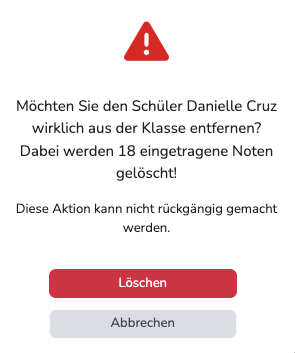 Möchten Sie den Schüler Danielle Cruz
wirklich aus der Klasse entfernen?
Dabei werden 18 eingetragene Noten
gelöscht!
Diese Aktion kann nicht rückgängig gemacht
werden.
Löschen
Abbrechen